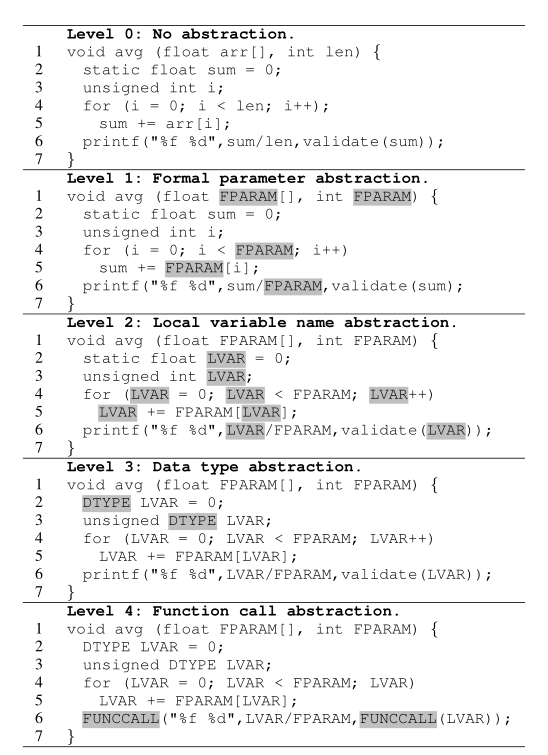 Level 0: No abstraction.
1 void avg (float arr[], int len) {
2 static float sum = 0;
3 unsigned int i;
4 for (i = 0; i < len; i++);
5 sum += arr[i];
6 printf("%f %d",sum/len,validate(sum));
7 }
Level 1: Formal parameter abstraction.
1 void avg (float FPARAM[], int FPARAM) {
2 static float sum = 0;
3 unsigned int i;
4 for (i = 0; i < FPARAM; i++)
5 sum += FPARAM[i];
6 printf("%f %d",sum/FPARAM,validate(sum);
7 }
Level 2: Local variable name abstraction.
1 void avg (float FPARAM[], int FPARAM) {
2 static float LVAR = 0;
3 unsigned int LVAR;
4 for (LVAR = 0; LVAR < FPARAM; LVAR++)
5 LVAR += FPARAM[LVAR];
6 printf("%f %d",LVAR/FPARAM,validate(LVAR));
7 }
Level 3: Data type abstraction.
1 void avg (float FPARAM[], int FPARAM) {
2 DTYPE LVAR = 0;
3 unsigned DTYPE LVAR;
4 for (LVAR = 0; LVAR < FPARAM; LVAR++)
5 LVAR += FPARAM[LVAR];
6 printf("%f %d",LVAR/FPARAM,validate(LVAR));
7 }
Level 4: Function call abstraction.
1 void avg (float FPARAM[], int FPARAM) {
2 DTYPE LVAR = 0;
3 unsigned DTYPE LVAR;
4 for (LVAR = 0; LVAR < FPARAM; LVAR)
5 LVAR += FPARAM[LVAR];
6 FUNCCALL("%f %d",LVAR/FPARAM,FUNCCALL(LVAR));
7 }